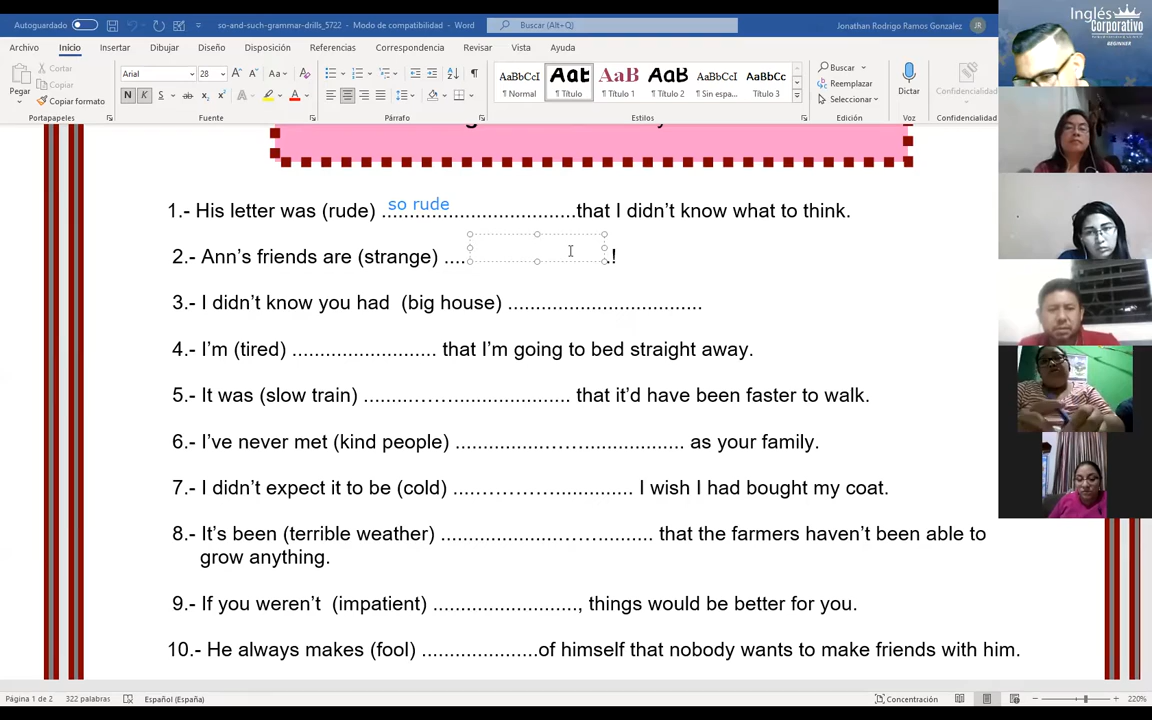 Autoguardado
so-and-such-grammar-drills_5722 - Modo de compatibilidad - Word
Buscar (Alt+Q)
Jonathan Rodrigo Ramos Gonzalez
JR
Archivo Inicio Insertar Dibujar Diseño Disposición Referencias Correspondencia Revisar Vista Ayuda
Pegar
Cortar
Copiar
Copiar formato
Arial 28
N K S
AaBbCcI AaBb AaB AaBb AaBbCcI AaBbCc
¶ Normal ¶ Título ¶ Título 1 ¶ Título 2 ¶ Sin espa... Título 3
Buscar
Reemplazar
Seleccionar
Dictar
Confidencialidad
Portapapeles Fuente Párrafo Estilos Edición Voz Confidencialidad
Inglés
Corporativo
BEGINNER
1.- His letter was (rude) so rude ..................................that I didn't know what to think.
2.- Ann's friends are (strange) .... .!
3.- I didn't know you had (big house) ..................................
4.- I'm (tired) ......................... that I'm going to bed straight away.
5.- It was (slow train) .................................... that it'd have been faster to walk.
6.- I've never met (kind people) ........................................ as your family.
7.- I didn't expect it to be (cold) ............................... I wish I had bought my coat.
8.- It's been (terrible weather) ..................................... that the farmers haven't been able to
grow anything.
9.- If you weren't (impatient) ........................., things would be better for you.
10.- He always makes (fool) ....................of himself that nobody wants to make friends with him.
Página 1 de 2 322 palabras Español (España)
Concentración
220%